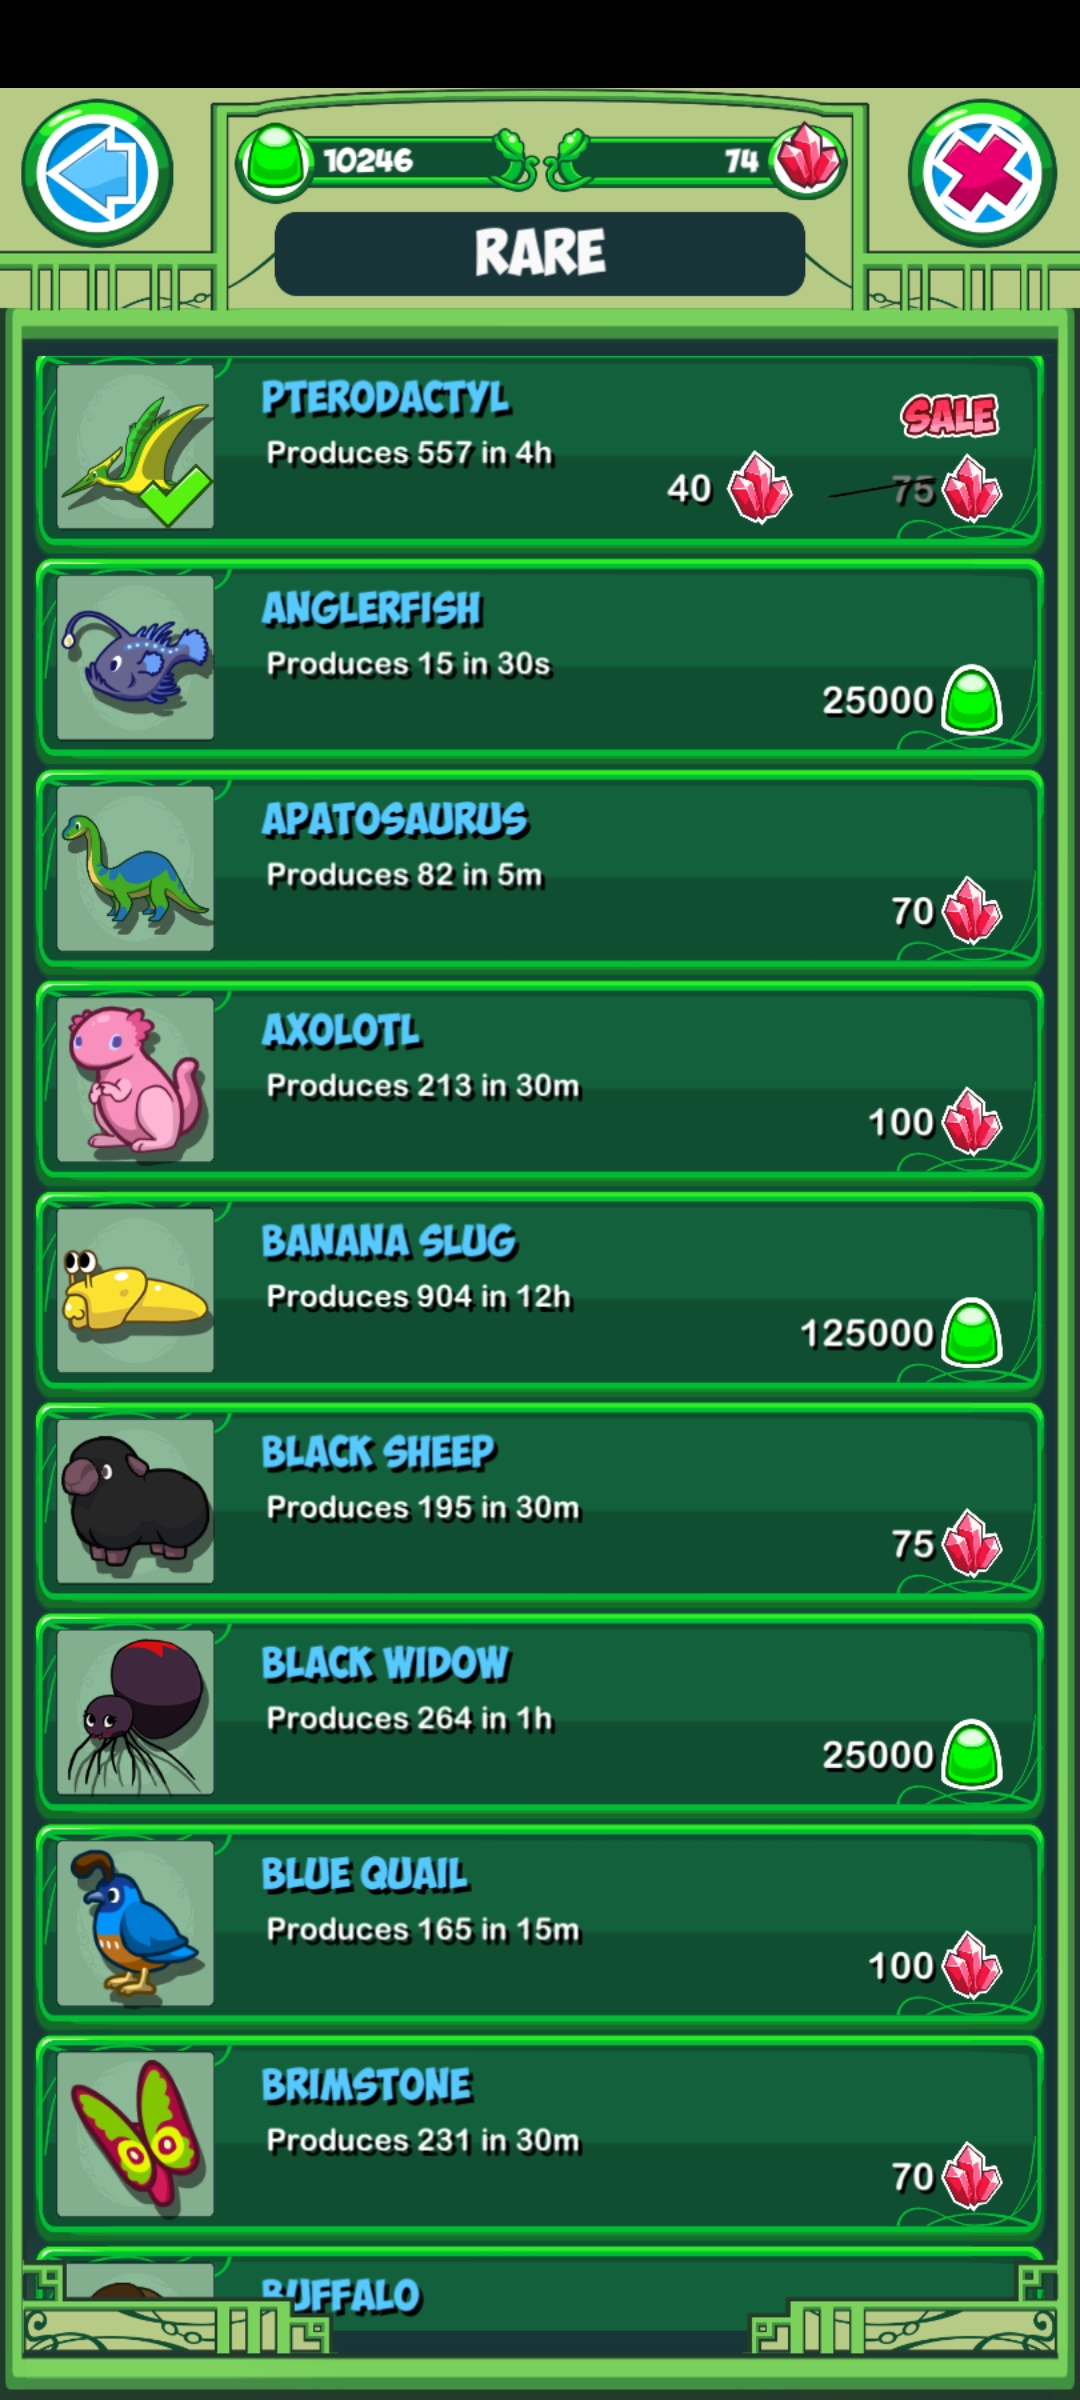 10246
74
RARE
PTERODACTYL
SALE
Produces 557 in 4h
40
75
ANGLERFISH
Produces 15 in 30s
25000
APATOSAURUS
Produces 82 in 5m
70
AXOLOTL
Produces 213 in 30m
100
BANANA SLUG
Produces 904 in 12h
125000
BLACK SHEEP
Produces 195 in 30m
75
BLACK WIDOW
Produces 264 in 1h
25000
BLUE QUAIL
Produces 165 in 15m
100
BRIMSTONE
Produces 231 in 30m
70
BUFFALO